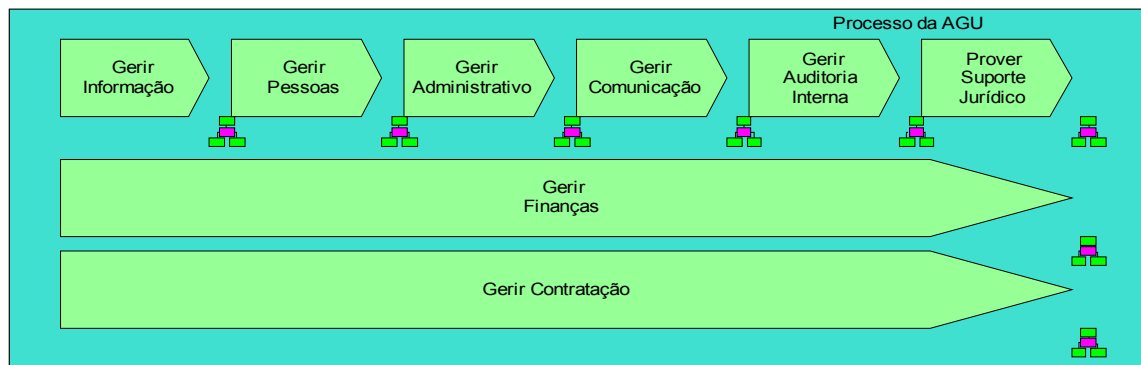 Processo da AGU
Gerir
Informação
Gerir
Pessoas
Gerir
Administrativo
Gerir
Comunicação
Gerir
Auditoria
Interna
Prover
Suporte
Jurídico
Gerir
Finanças
Gerir Contratação